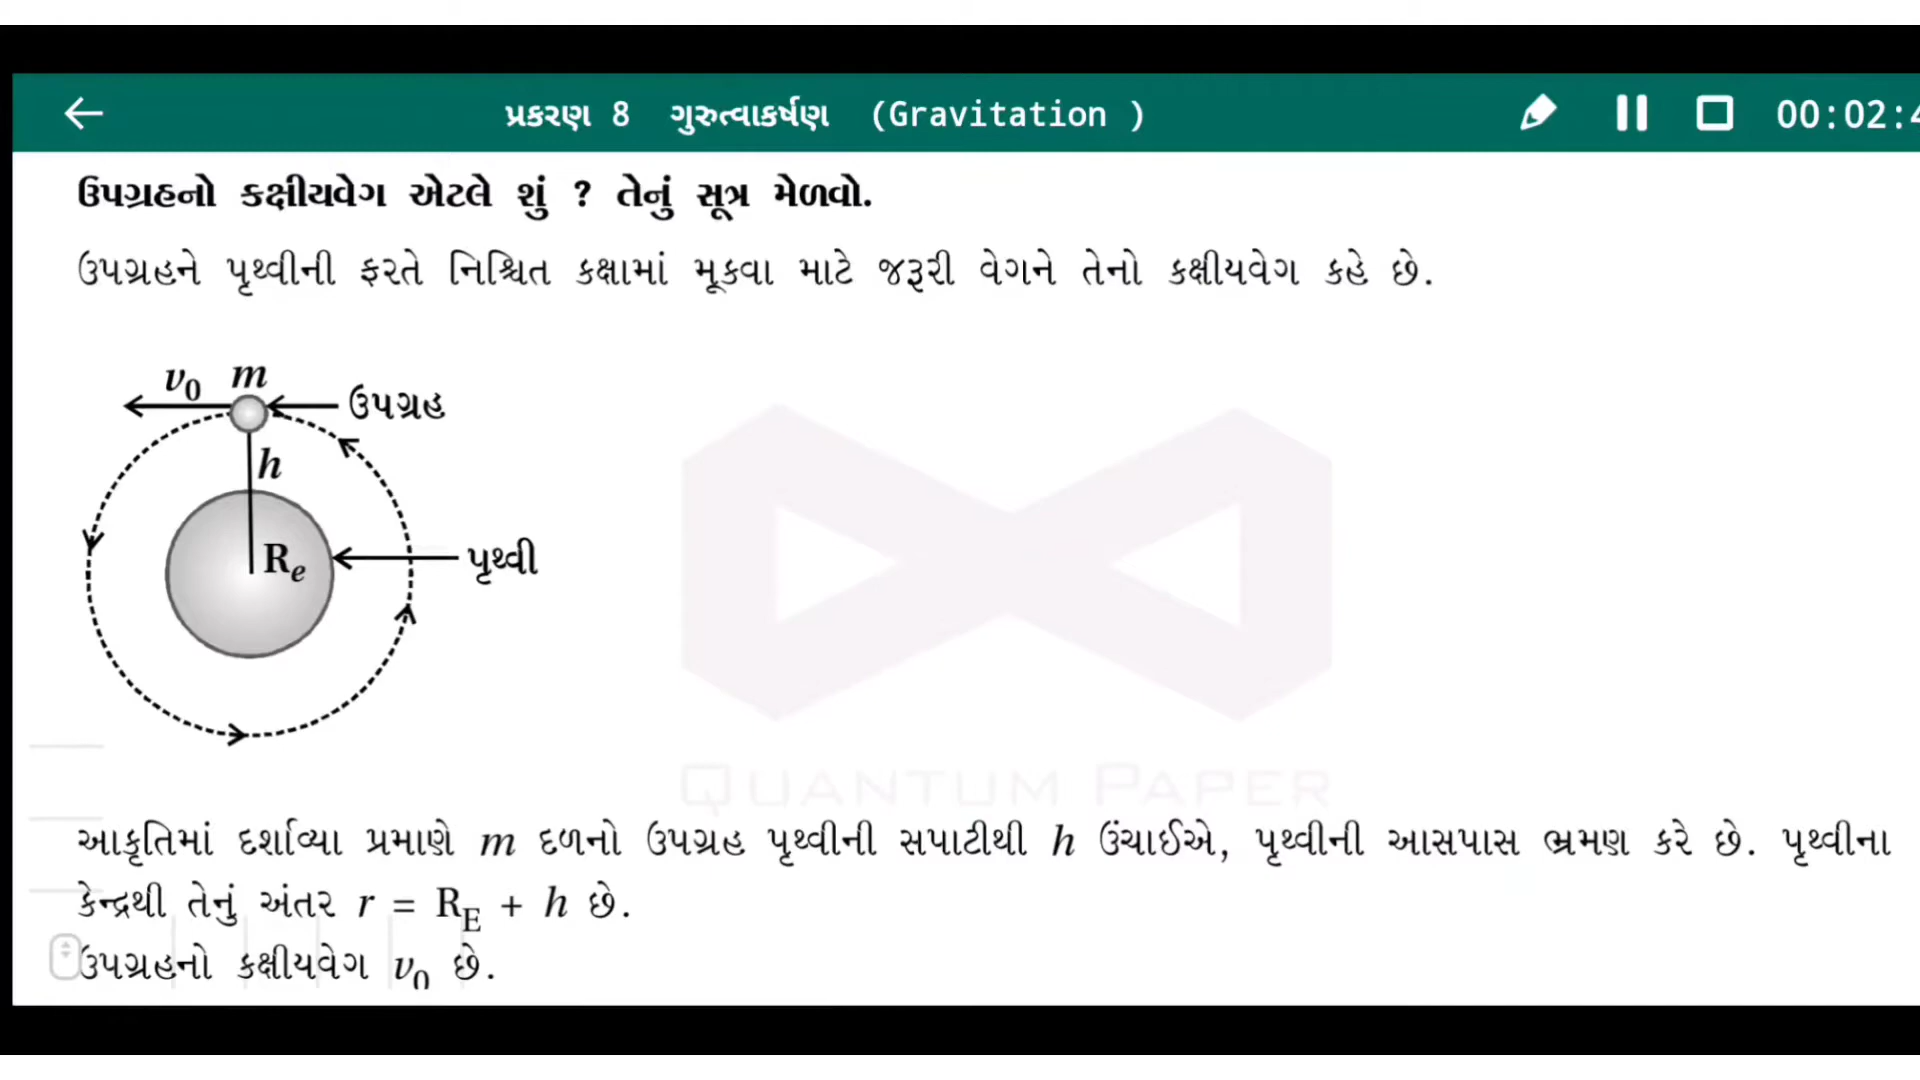 પ્રકરણ 8 ગુરુત્વાકર્ષણ (Gravitation )
00:02:4
ઉપગ્રહનો કક્ષીયવેગ એટલે શું ? તેનું સૂત્ર મેળવો.
ઉપગ્રહને પૃથ્વીની ફરતે નિશ્ચિત કક્ષામાં મૂકવા માટે જરૂરી વેગને તેનો કક્ષીયવેગ કહે છે.
v₀ m
ઉપગ્રહ
h
Rₑ
પૃથ્વી
QUANTUM PAPER
આકૃતિમાં દર્શાવ્યા પ્રમાણે m દળનો ઉપગ્રહ પૃથ્વીની સપાટીથી h ઉંચાઈએ, પૃથ્વીની આસપાસ ભ્રમણ કરે છે. પૃથ્વીના
કેન્દ્રથી તેનું અંતર r = R_E + h છે.
ઉપગ્રહનો કક્ષીયવેગ v₀ છે.